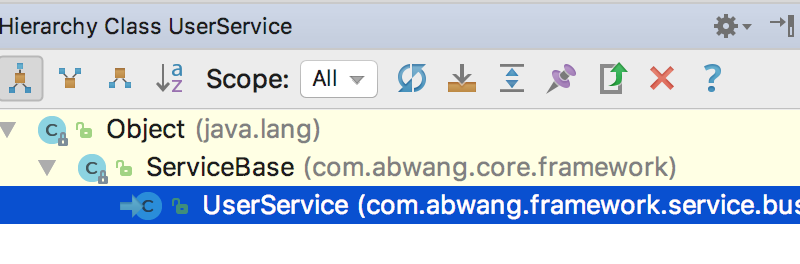 Hierarchy Class UserService
a
z
Scope: All
C Object (java.lang)
C ServiceBase (com.abwang.core.framework)
C UserService (com.abwang.framework.service.bus